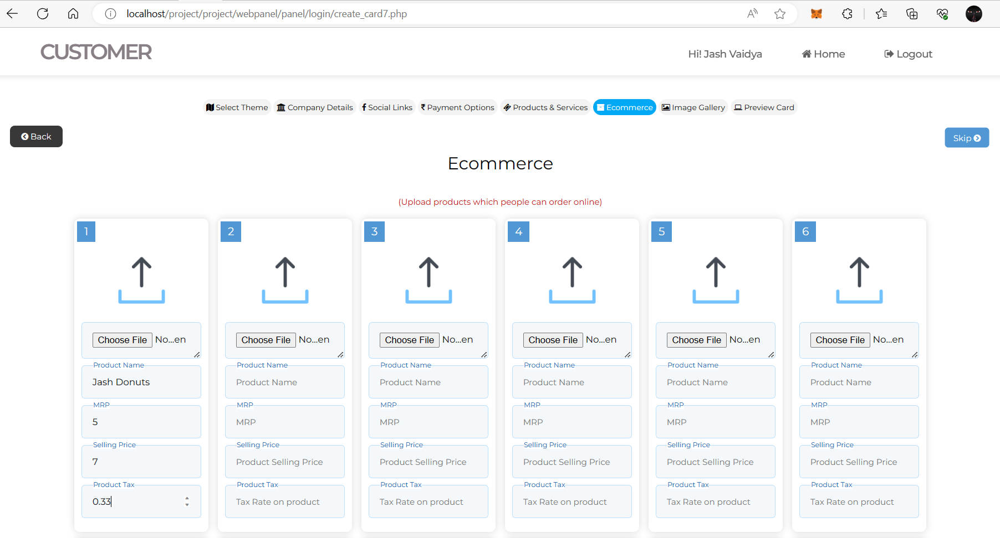 localhost/project/project/webpanel/panel/login/create_card7.php
CUSTOMER
Hi! Jash Vaidya Home Logout
Select Theme Company Details Social Links ₹ Payment Options Products & Services Ecommerce Image Gallery Preview Card
Back Skip
Ecommerce
(Upload products which people can order online)
1 2 3 4 5 6
Choose File No...en Choose File No...en Choose File No...en Choose File No...en Choose File No...en Choose File No...en
Product Name Product Name Product Name Product Name Product Name Product Name
Jash Donuts Product Name Product Name Product Name Product Name Product Name
MRP MRP MRP MRP MRP MRP
5 MRP MRP MRP MRP MRP
Selling Price Selling Price Selling Price Selling Price Selling Price Selling Price
7 Product Selling Price Product Selling Price Product Selling Price Product Selling Price Product Selling Price
Product Tax Product Tax Product Tax Product Tax Product Tax Product Tax
0.33 Tax Rate on product Tax Rate on product Tax Rate on product Tax Rate on product Tax Rate on product